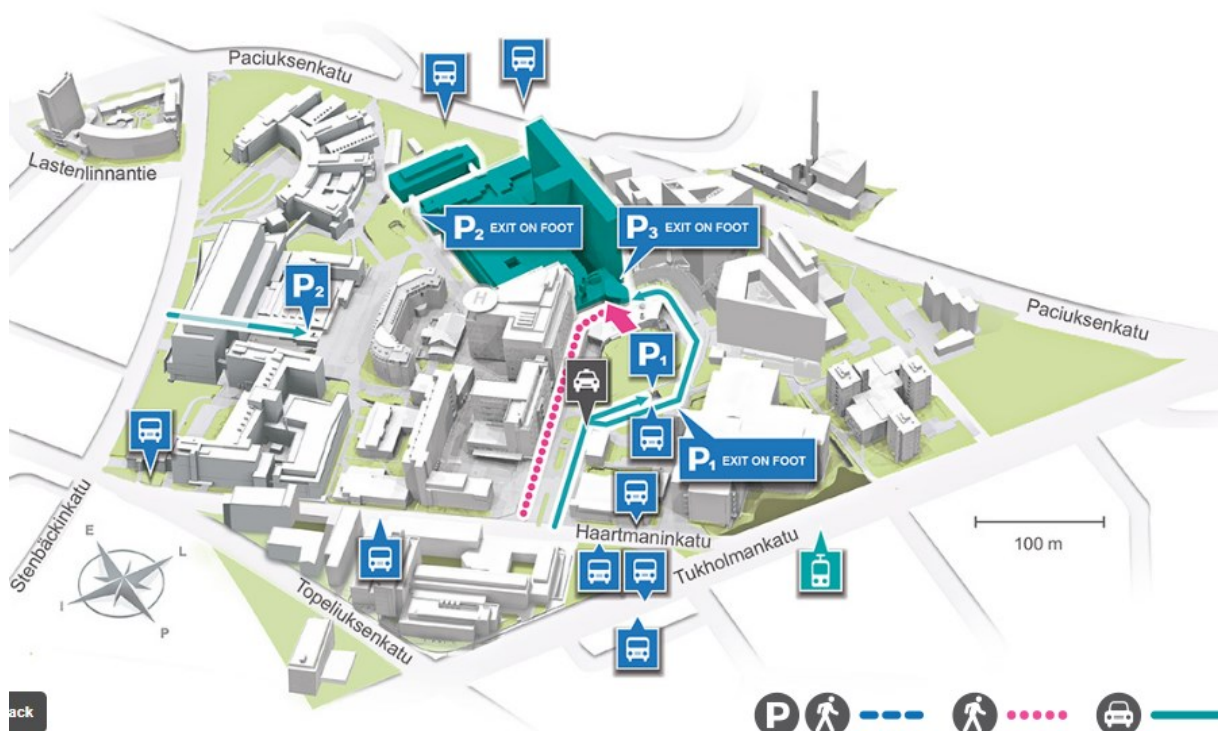 Paciuksenkatu
Lastenlinnantie
P2 EXIT ON FOOT
P3 EXIT ON FOOT
H
P2
P1
Paciuksenkatu
P1 EXIT ON FOOT
Stenbäckinkatu
Haartmaninkatu
Tukholmankatu
100 m
Topeliuksenkatu
E
L
I
P
ack
P